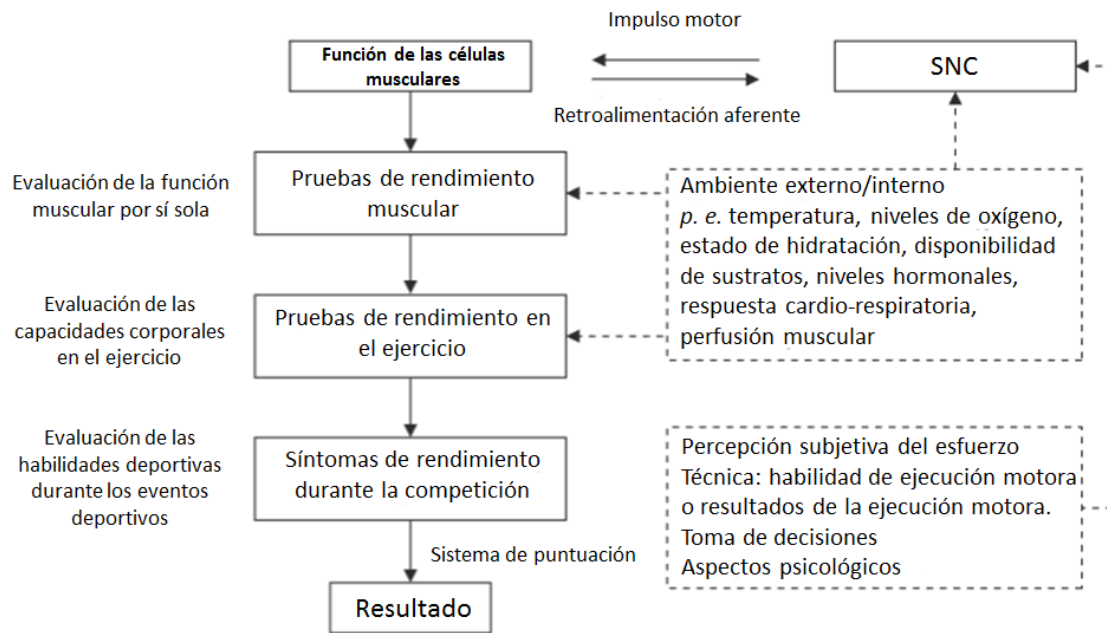 Impulso motor
Función de las células
musculares
SNC
Retroalimentación aferente
Evaluación de la función
muscular por sí sola
Pruebas de rendimiento
muscular
Ambiente externo/interno
p. e. temperatura, niveles de oxígeno,
estado de hidratación, disponibilidad
de sustratos, niveles hormonales,
respuesta cardio-respiratoria,
perfusión muscular
Evaluación de las
capacidades corporales
en el ejercicio
Pruebas de rendimiento en
el ejercicio
Evaluación de las
habilidades deportivas
durante los eventos
deportivos
Síntomas de rendimiento
durante la competición
Percepción subjetiva del esfuerzo
Técnica: habilidad de ejecución motora
o resultados de la ejecución motora.
Toma de decisiones
Aspectos psicológicos
Sistema de puntuación
Resultado